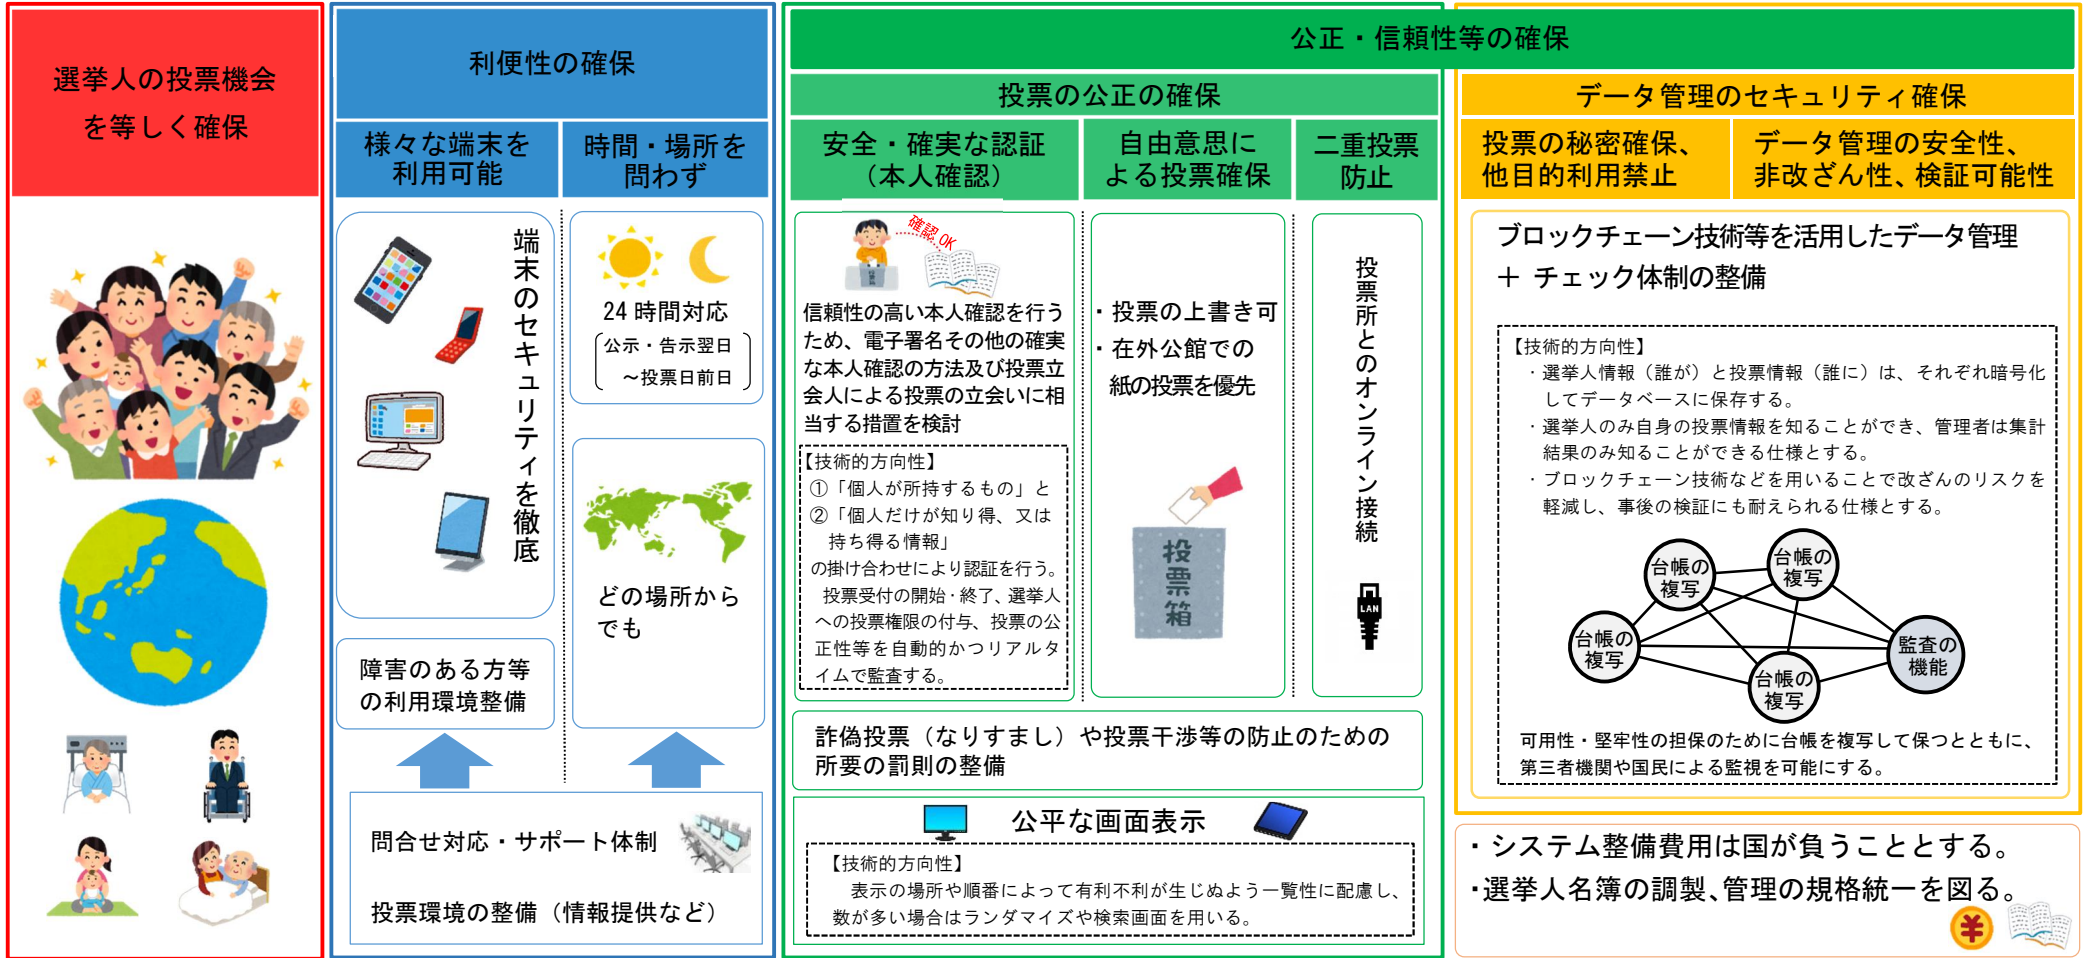 選挙人の投票機会
を等しく確保
利便性の確保
様々な端末を
利用可能
時間・場所を
問わず
端末のセキュリティを徹底
24 時間対応
公示・告示翌日
～投票日前日
どの場所から
でも
障害のある方等
の利用環境整備
問合せ対応・サポート体制
投票環境の整備（情報提供など）
公正・信頼性等の確保
投票の公正の確保
安全・確実な認証
（本人確認）
自由意思に
よる投票確保
二重投票
防止
確認 OK
投票
信頼性の高い本人確認を行う
ため、電子署名その他の確実
な本人確認の方法及び投票立
会人による投票の立会いに相
当する措置を検討
【技術的方向性】
①「個人が所持するもの」と
②「個人だけが知り得、又は
持ち得る情報」
の掛け合わせにより認証を行う。
投票受付の開始・終了、選挙人
への投票権限の付与、投票の公
正性等を自動的かつリアルタ
イムで監査する。
・投票の上書き可
・在外公館での
紙の投票を優先
投票箱
投票所とのオンライン接続
LAN
詐偽投票（なりすまし）や投票干渉等の防止のための
所要の罰則の整備
公平な画面表示
【技術的方向性】
表示の場所や順番によって有利不利が生じぬよう一覧性に配慮し、
数が多い場合はランダマイズや検索画面を用いる。
データ管理のセキュリティ確保
投票の秘密確保、
他目的利用禁止
データ管理の安全性、
非改ざん性、検証可能性
ブロックチェーン技術等を活用したデータ管理
＋ チェック体制の整備
【技術的方向性】
・選挙人情報（誰が）と投票情報（誰に）は、それぞれ暗号化
してデータベースに保存する。
・選挙人のみ自身の投票情報を知ることができ、管理者は集計
結果のみ知ることができる仕様とする。
・ブロックチェーン技術などを用いることで改ざんのリスクを
軽減し、事後の検証にも耐えられる仕様とする。
台帳の
複写
台帳の
複写
台帳の
複写
監査の
機能
台帳の
複写
可用性・堅牢性の担保のために台帳を複写して保つとともに、
第三者機関や国民による監視を可能にする。
・システム整備費用は国が負うこととする。
・選挙人名簿の調製、管理の規格統一を図る。
¥